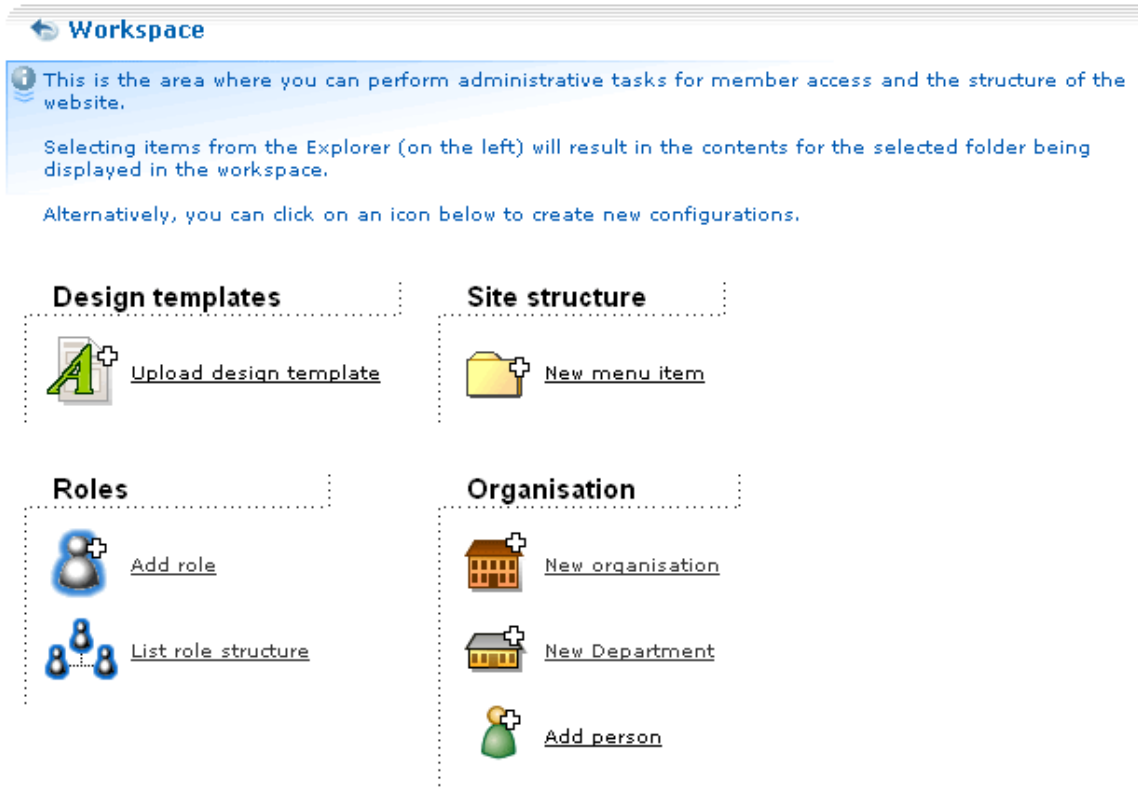 Workspace
This is the area where you can perform administrative tasks for member access and the structure of the
website.
Selecting items from the Explorer (on the left) will result in the contents for the selected folder being
displayed in the workspace.
Alternatively, you can click on an icon below to create new configurations.
Design templates
Upload design template
Site structure
New menu item
Roles
Add role
List role structure
Organisation
New organisation
New Department
Add person